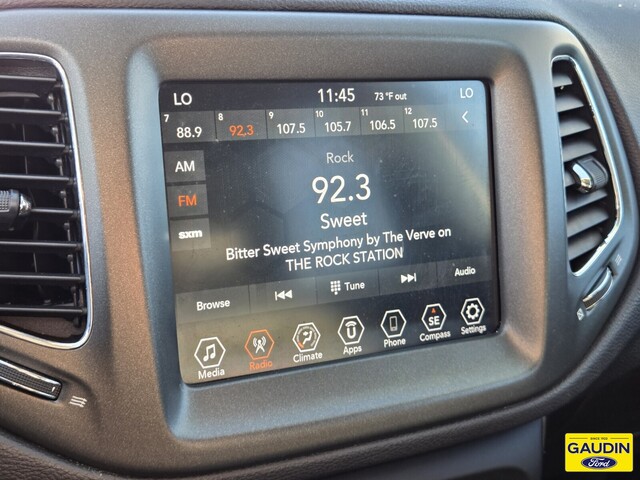 LO 11:45 73 °F out LO
7 8 9 10 11 12
88.9 92.3 107.5 105.7 106.5 107.5
AM
FM
sxm
Rock
92.3
Sweet
Bitter Sweet Symphony by The Verve on
THE ROCK STATION
Browse Tune Audio
U SE
Media Radio Climate Apps Phone Compass Settings
SINCE 1922
GAUDIN
Ford